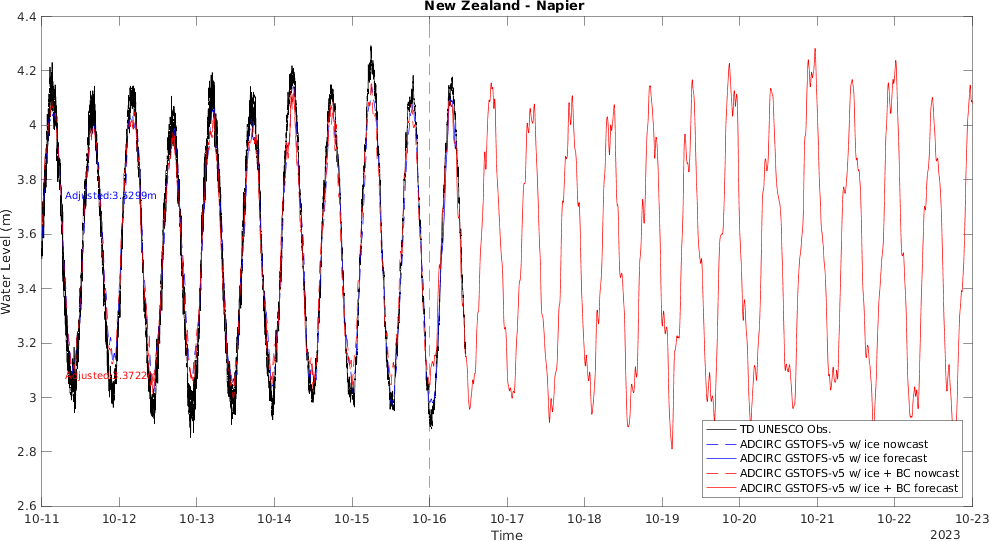 New Zealand - Napier
Water Level (m)
4.4
4.2
4
3.8
3.6
3.4
3.2
3
2.8
2.6
Adjusted:3.5299m
TD UNESCO Obs.
ADCIRC GSTOFS-v5 w/ ice nowcast
ADCIRC GSTOFS-v5 w/ ice forecast
ADCIRC GSTOFS-v5 w/ ice + BC nowcast
ADCIRC GSTOFS-v5 w/ ice + BC forecast
10-11 10-12 10-13 10-14 10-15 10-16 10-17 10-18 10-19 10-20 10-21 10-22 10-23
Time
2023